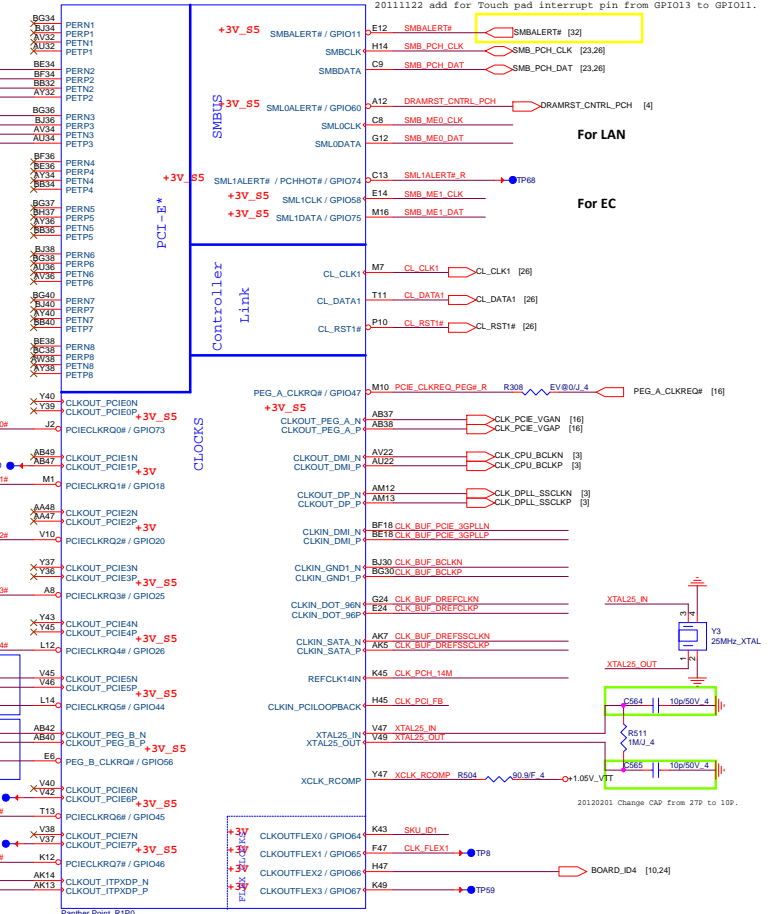 20111122 add for Touch pad interrupt pin from GPIO13 to GPIO11.
BG34 PERN1
BJ34 PERP1
AV32 PETN1
AU32 PETP1
BE34 PERN2
BF34 PERP2
BB32 PETN2
AY32 PETP2
BG36 PERN3
BJ36 PERP3
AV34 PETN3
AU34 PETP3
BF36 PERN4
BE36 PERP4
AY34 PETN4
BB34 PETP4
BG37 PERN5
BH37 PERP5
AY36 PETN5
BB36 PETP5
BJ38 PERN6
BG38 PERP6
AU36 PETN6
AV36 PETP6
BG40 PERN7
BJ40 PERP7
AY40 PETN7
BB40 PETP7
BE38 PERN8
BC38 PERP8
AW38 PETN8
AY38 PETP8
PCI-E*
SMBUS
+3V_S5 SMBALERT# / GPIO11 E12 SMBALERT# SMBALERT# [32]
SMBCLK H14 SMB_PCH_CLK SMB_PCH_CLK [23,26]
SMBDATA C9 SMB_PCH_DAT SMB_PCH_DAT [23,26]
+3V_S5 SML0ALERT# / GPIO60 A12 DRAMRST_CNTRL_PCH DRAMRST_CNTRL_PCH [4]
SML0CLK C8 SMB_ME0_CLK
For LAN
SML0DATA G12 SMB_ME0_DAT
+3V_S5 SML1ALERT# / PCHHOT# / GPIO74 C13 SML1ALERT#_R TP68
+3V_S5 SML1CLK / GPIO58 E14 SMB_ME1_CLK
For EC
+3V_S5 SML1DATA / GPIO75 M16 SMB_ME1_DAT
Controller
Link
CL_CLK1 M7 CL_CLK1 CL_CLK1 [26]
CL_DATA1 T11 CL_DATA1 CL_DATA1 [26]
CL_RST1# P10 CL_RST1# CL_RST1# [26]
CLOCKS
PEG_A_CLKRQ# / GPIO47 M10 PCIE_CLKREQ_PEG#_R R308 EV@0/J_4 PEG_A_CLKREQ# [16]
+3V_S5
CLKOUT_PEG_A_N AB37 CLK_PCIE_VGAN [16]
CLKOUT_PEG_A_P AB38 CLK_PCIE_VGAP [16]
CLKOUT_DMI_N AV22 CLK_CPU_BCLKN [3]
CLKOUT_DMI_P AU22 CLK_CPU_BCLKP [3]
CLKOUT_DP_N AM12 CLK_DPLL_SSCLKN [3]
CLKOUT_DP_P AM13 CLK_DPLL_SSCLKP [3]
CLKIN_DMI_N BF18 CLK_BUF_PCIE_3GPLLN
CLKIN_DMI_P BE18 CLK_BUF_PCIE_3GPLLP
CLKIN_GND1_N BJ30 CLK_BUF_BCLKN
CLKIN_GND1_P BG30 CLK_BUF_BCLKP
CLKIN_DOT_96N G24 CLK_BUF_DREFCLKN
CLKIN_DOT_96P E24 CLK_BUF_DREFCLKP
CLKIN_SATA_N AK7 CLK_BUF_DREFSSCLKN
CLKIN_SATA_P AK5 CLK_BUF_DREFSSCLKP
REFCLK14IN K45 CLK_PCH_14M
CLKIN_PCILOOPBACK H45 CLK_PCI_FB
XTAL25_IN V47 XTAL25_IN
XTAL25_OUT V49 XTAL25_OUT
XCLK_RCOMP Y47 XCLK_RCOMP R504 90.9/F_4 +1.05V_VTT
FLEX CLOCKS
+3V CLKOUTFLEX0 / GPIO64 K43 SKU_ID1
+3V CLKOUTFLEX1 / GPIO65 F47 CLK_FLEX1 TP8
+3V CLKOUTFLEX2 / GPIO66 H47 BOARD_ID4 [10,24]
+3V CLKOUTFLEX3 / GPIO67 K49 TP59
Y40 CLKOUT_PCIE0N
Y39 CLKOUT_PCIE0P
+3V_S5
0# J2 PCIECLKRQ0# / GPIO73
AB49 CLKOUT_PCIE1N
AB47 CLKOUT_PCIE1P
+3V
1# M1 PCIECLKRQ1# / GPIO18
AA48 CLKOUT_PCIE2N
AA47 CLKOUT_PCIE2P
+3V
2# V10 PCIECLKRQ2# / GPIO20
Y37 CLKOUT_PCIE3N
Y36 CLKOUT_PCIE3P
+3V_S5
3# A8 PCIECLKRQ3# / GPIO25
Y43 CLKOUT_PCIE4N
Y45 CLKOUT_PCIE4P
+3V_S5
4# L12 PCIECLKRQ4# / GPIO26
V45 CLKOUT_PCIE5N
V46 CLKOUT_PCIE5P
+3V_S5
L14 PCIECLKRQ5# / GPIO44
AB42 CLKOUT_PEG_B_N
AB40 CLKOUT_PEG_B_P
+3V_S5
E6 PEG_B_CLKRQ# / GPIO56
V40 CLKOUT_PCIE6N
V42 CLKOUT_PCIE6P
+3V_S5
T13 PCIECLKRQ6# / GPIO45
V38 CLKOUT_PCIE7N
V37 CLKOUT_PCIE7P
+3V_S5
K12 PCIECLKRQ7# / GPIO46
AK14 CLKOUT_ITPXDP_N
AK13 CLKOUT_ITPXDP_P
Panther Point_R1P0
XTAL25_IN
3 4
Y3
25MHz_XTAL
1 2
XTAL25_OUT
C564 10p/50V_4
R511
1M/J_4
C565 10p/50V_4
20120201 Change CAP from 27P to 10P.